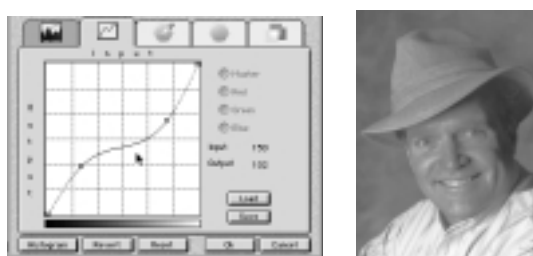 Input
Output
Master
Red
Green
Blue
Input 150
Output 132
Load
Save
Histogram Revert Reset Ok Cancel